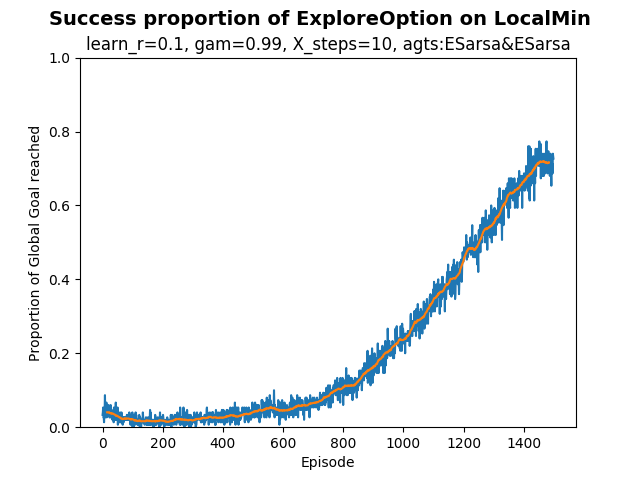 Success proportion of ExploreOption on LocalMin
learn_r=0.1, gam=0.99, X_steps=10, agts:ESarsa&ESarsa
Proportion of Global Goal reached
1.0
0.8
0.6
0.4
0.2
0.0
0 200 400 600 800 1000 1200 1400
Episode